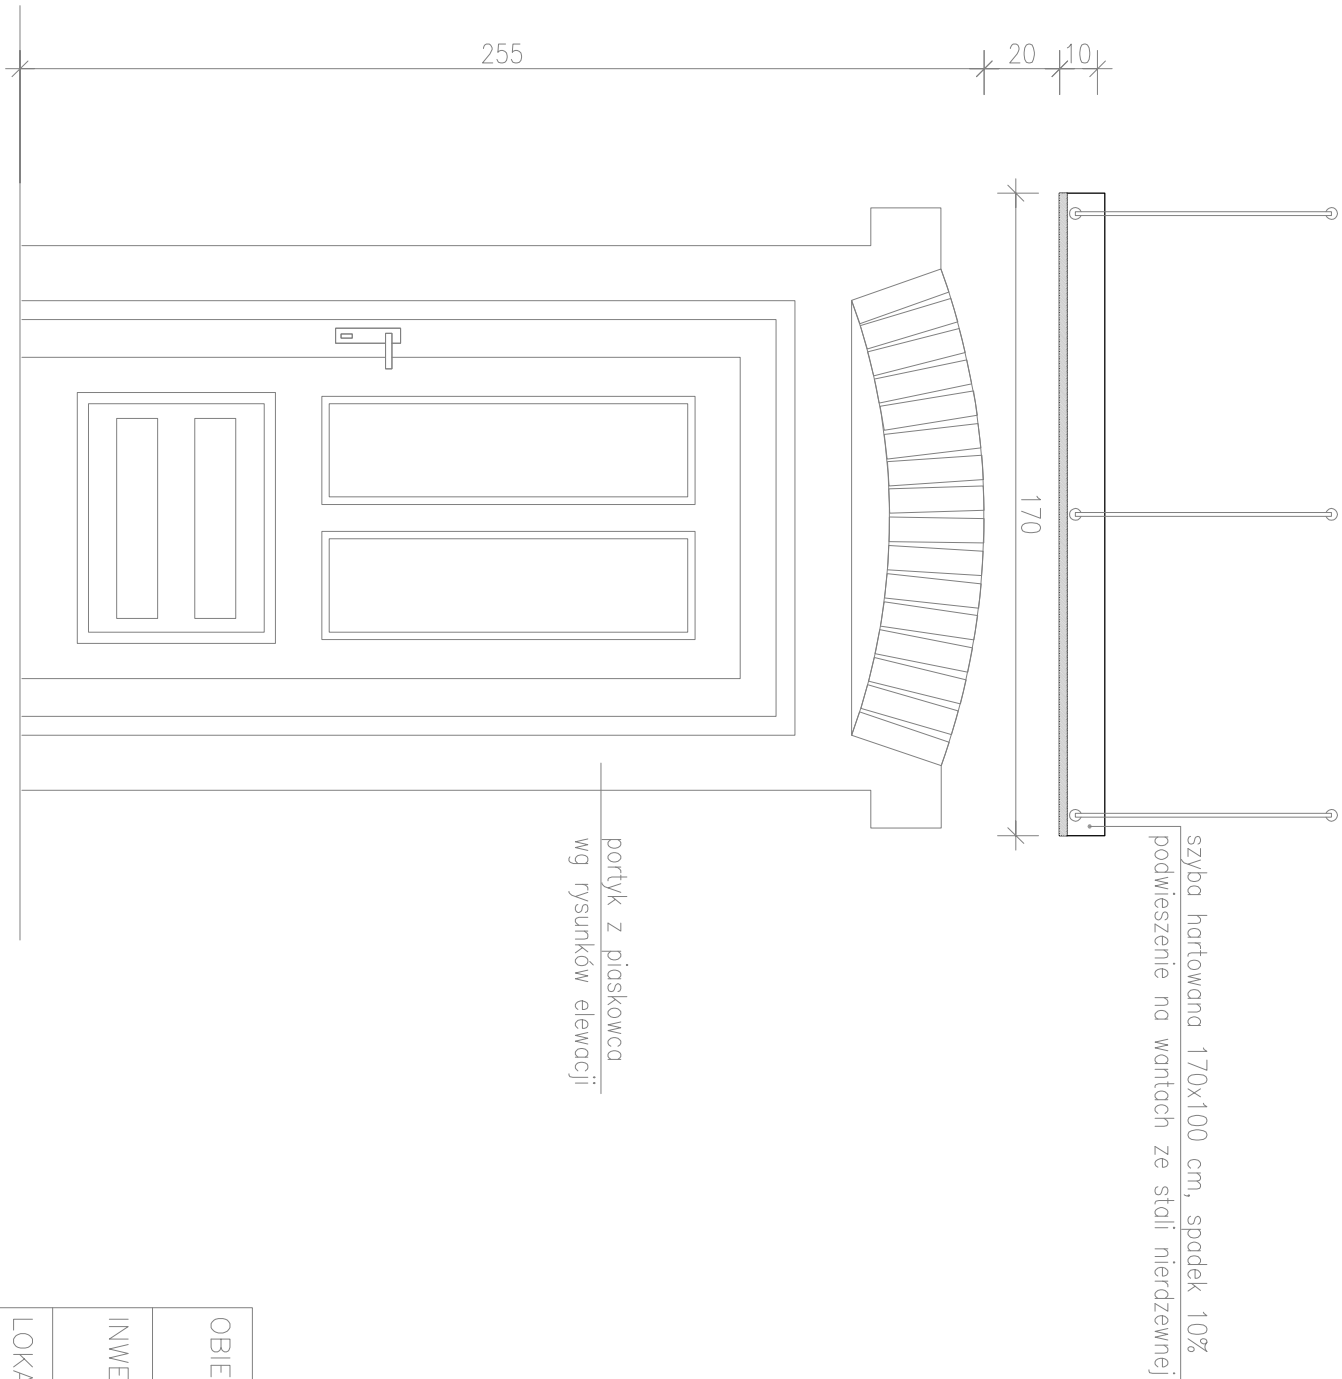 255
20
10
170
szyba hartowana 170x100 cm, spadek 10%
podwieszenie na wantach ze stali nierdzewnej
portyk z piaskowca
wg rysunków elewacji
OBIE
INWE
LOKA